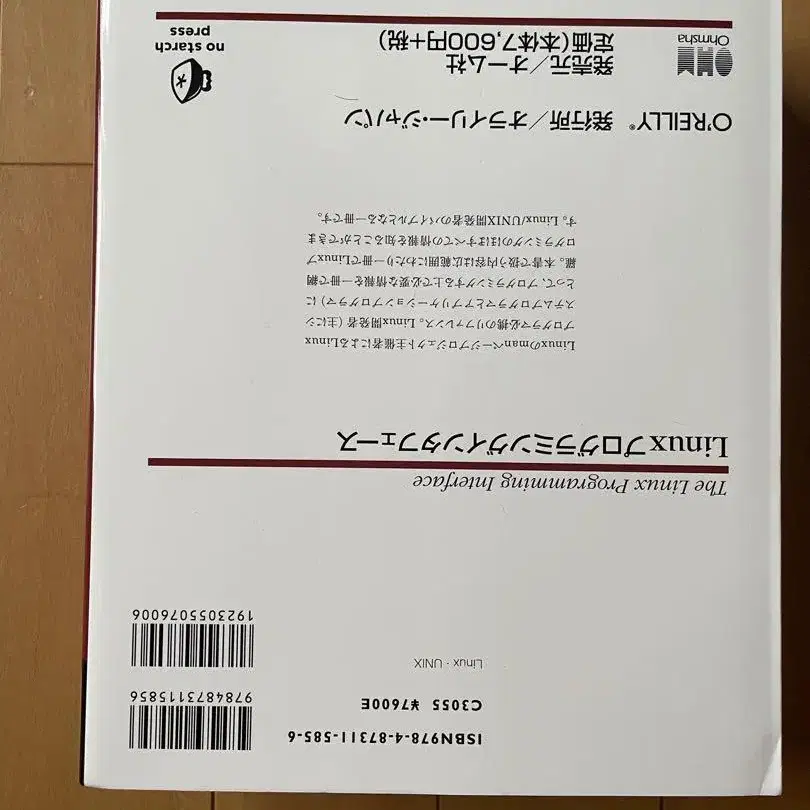 ISBN978-4-87311-585-6
C3055 ¥7600E
Linux・UNIX
9784873115856
1923055076006
The Linux Programming Interface
Linuxプログラミングインタフェース
Linuxのmanページプロジェクト主催者によるLinux
プログラマ必携のリファレンス。Linux開発者（主にシ
ステムプログラマとアプリケーションプログラマ）に
とって、プログラミングする上で必要な情報を一冊で網
羅。本書で扱う内容は広範囲にわたり一冊でLinuxプ
ログラミングのほぼすべての情報を知ることができま
す。Linux/UNIX開発者のバイブルとなる一冊です。
O'REILLY® 発行所／オライリー・ジャパン
Ohmsha
発売元／オーム社
定価（本体7,600円+税）
no starch
press